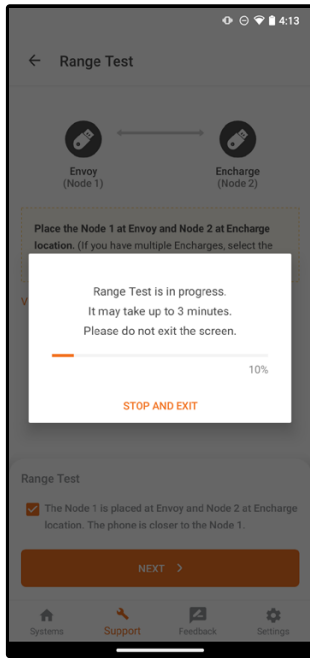 4:13
Range Test
Envoy
(Node 1)
Encharge
(Node 2)
Place the Node 1 at Envoy and Node 2 at Encharge
location. (If you have multiple Encharges, select the
V
Range Test is in progress.
It may take up to 3 minutes.
Please do not exit the screen.
10%
STOP AND EXIT
Range Test
The Node 1 is placed at Envoy and Node 2 at Encharge
location. The phone is closer to the Node 1.
NEXT
Systems
Support
Feedback
Settings